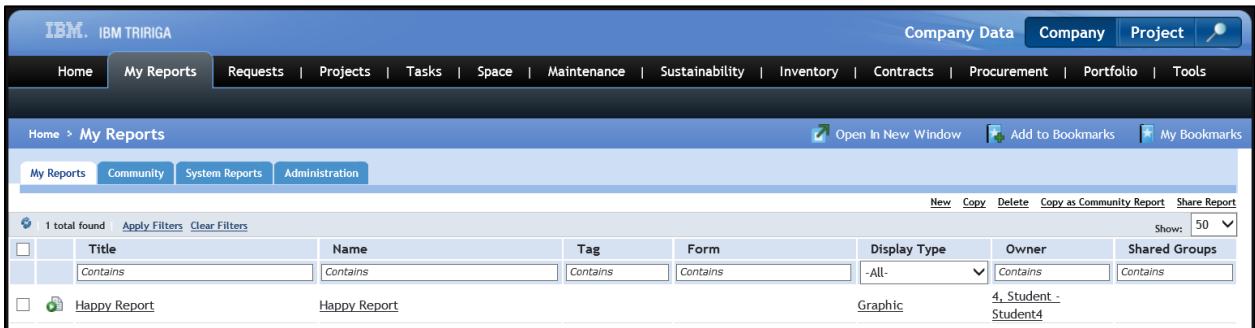 IBM. IBM TRIRIGA Company Data Company Project
Home My Reports Requests | Projects | Tasks | Space | Maintenance | Sustainability | Inventory | Contracts | Procurement | Portfolio | Tools
Home > My Reports Open In New Window Add to Bookmarks My Bookmarks
My Reports Community System Reports Administration
New Copy Delete Copy as Community Report Share Report
1 total found Apply Filters Clear Filters Show: 50
Title Name Tag Form Display Type Owner Shared Groups
Contains Contains Contains Contains -All- Contains Contains
Happy Report Happy Report Graphic 4, Student -
Student4